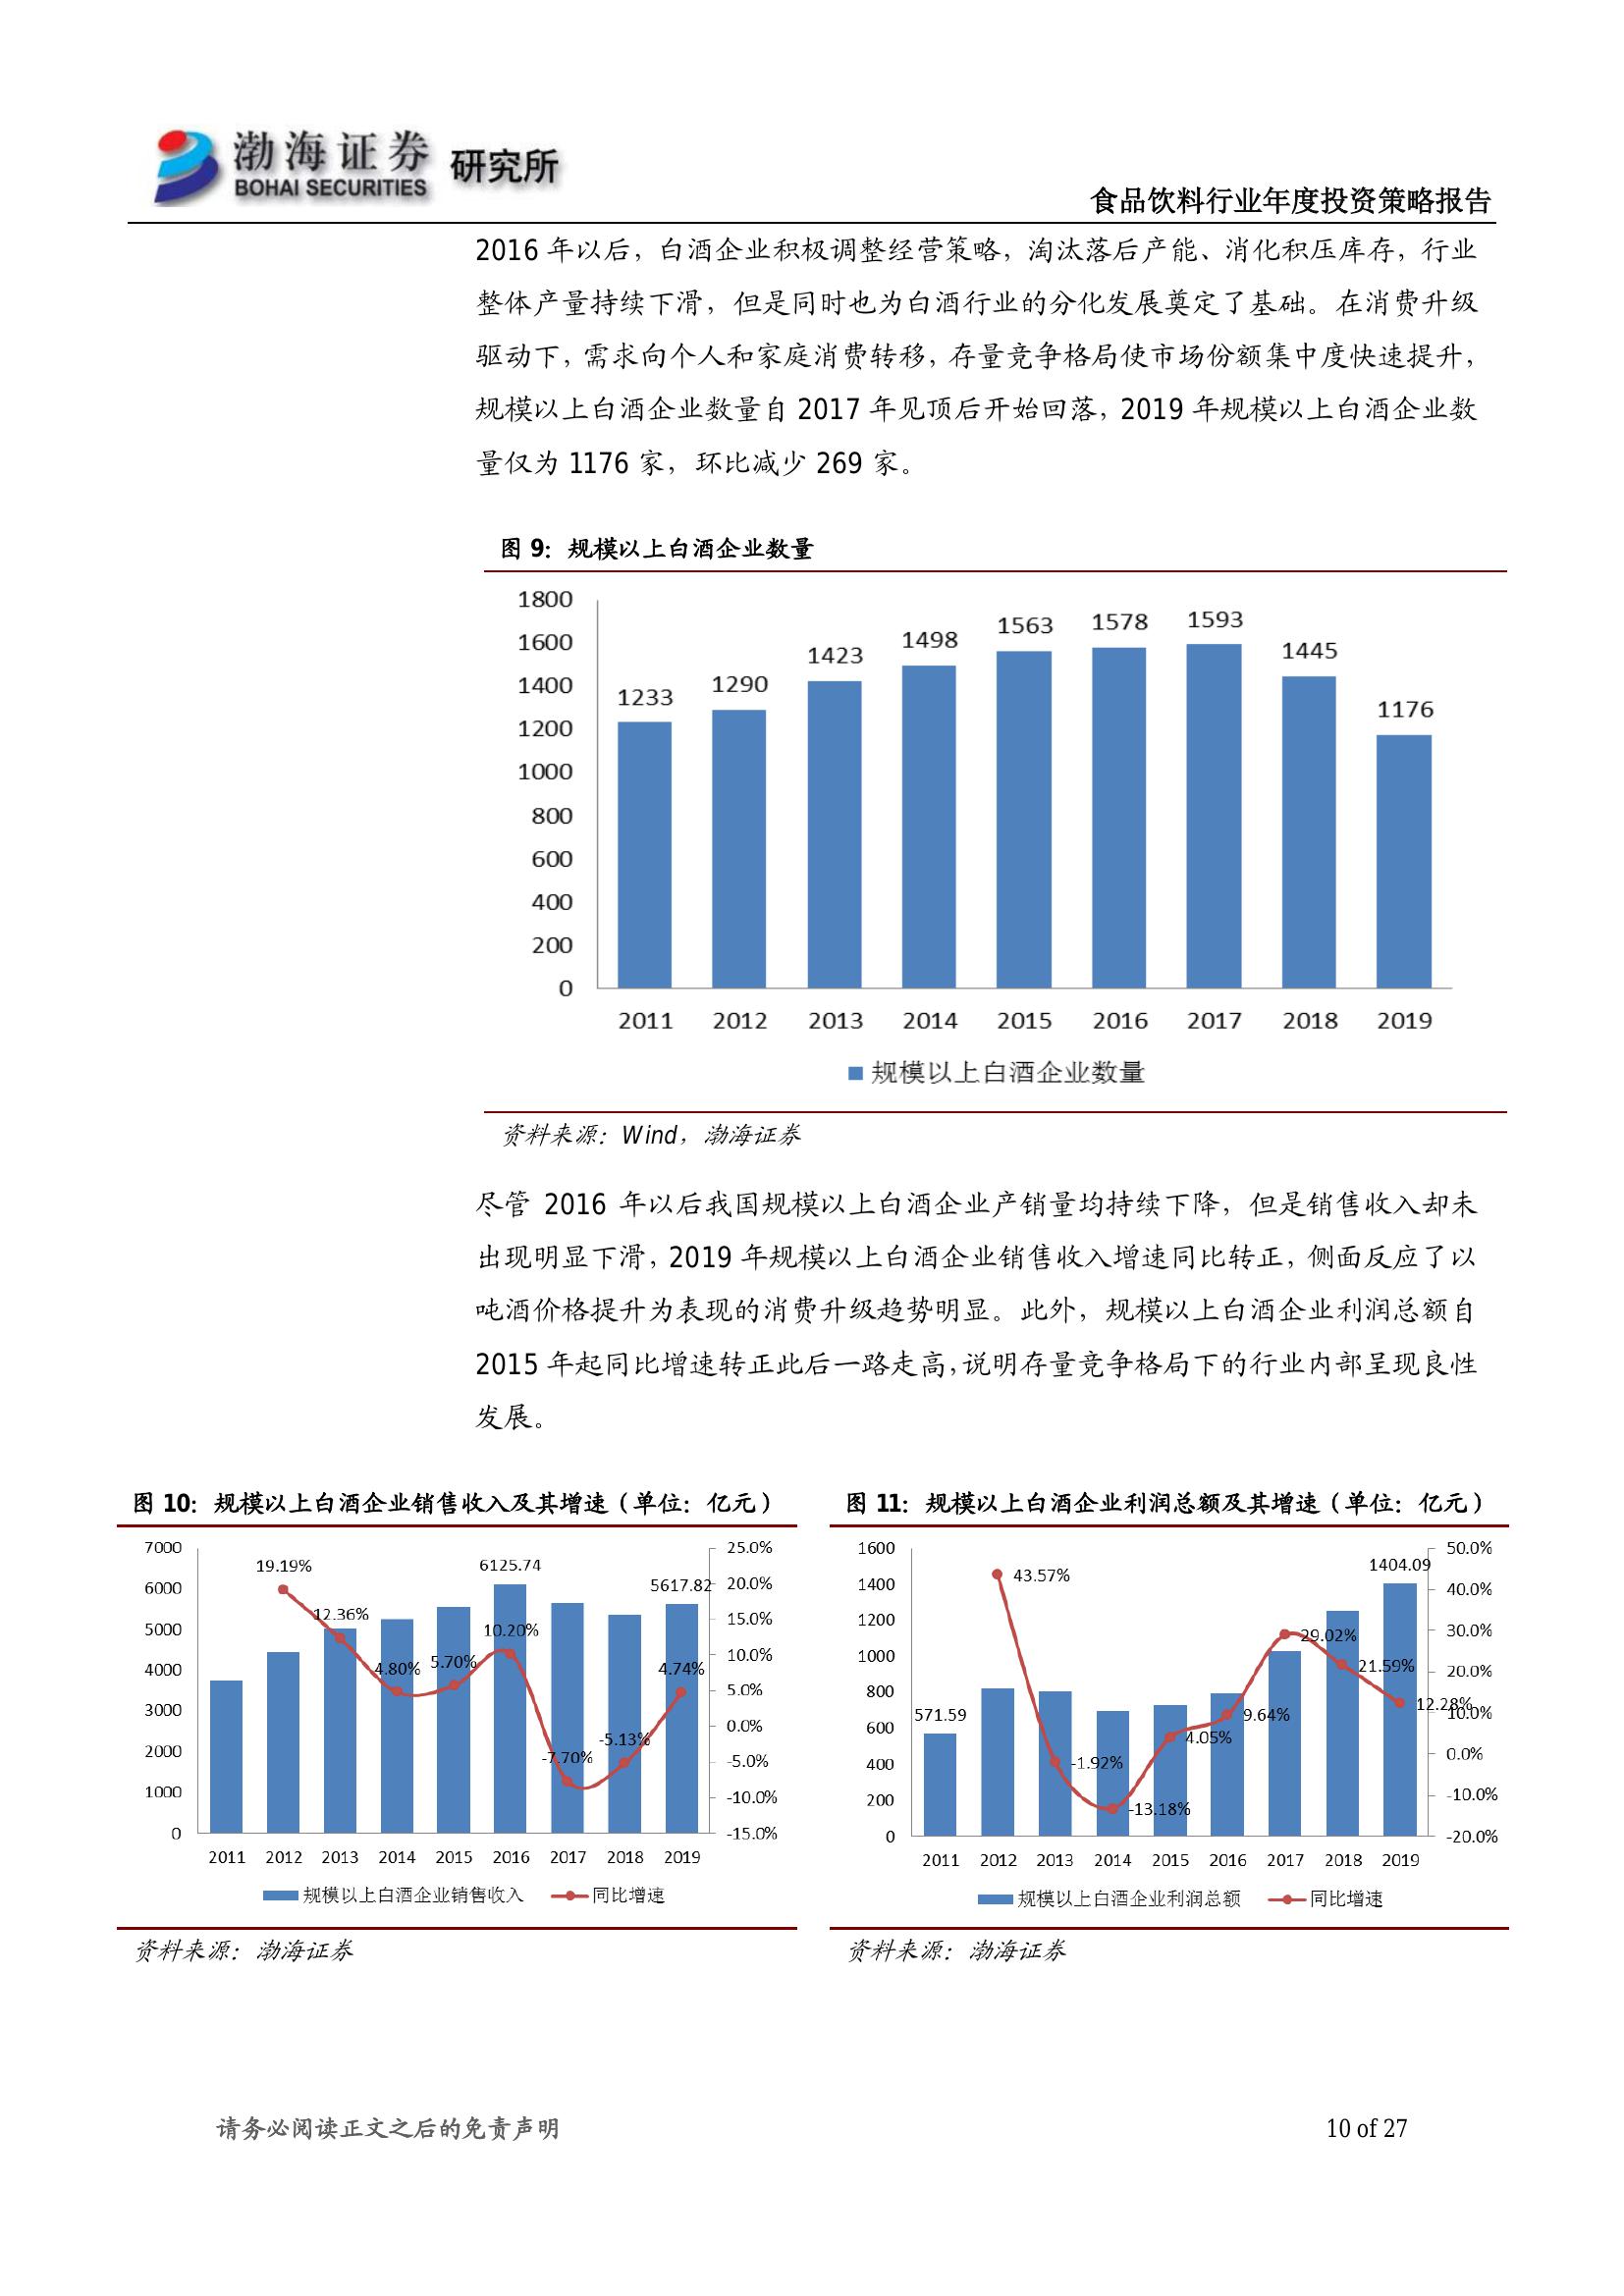 渤海证券 研究所
BOHAI SECURITIES
食品饮料行业年度投资策略报告
2016 年以后，白酒企业积极调整经营策略，淘汰落后产能、消化积压库存，行业
整体产量持续下滑，但是同时也为白酒行业的分化发展奠定了基础。在消费升级
驱动下，需求向个人和家庭消费转移，存量竞争格局使市场份额集中度快速提升，
规模以上白酒企业数量自 2017 年见顶后开始回落，2019 年规模以上白酒企业数
量仅为 1176 家，环比减少 269 家。
图 9：规模以上白酒企业数量
1800
1600
1400
1200
1000
800
600
400
200
0
1233
1290
1423
1498
1563
1578
1593
1445
1176
2011 2012 2013 2014 2015 2016 2017 2018 2019
规模以上白酒企业数量
资料来源：Wind，渤海证券
尽管 2016 年以后我国规模以上白酒企业产销量均持续下降，但是销售收入却未
出现明显下滑，2019 年规模以上白酒企业销售收入增速同比转正，侧面反应了以
吨酒价格提升为表现的消费升级趋势明显。此外，规模以上白酒企业利润总额自
2015 年起同比增速转正此后一路走高，说明存量竞争格局下的行业内部呈现良性
发展。
图 10：规模以上白酒企业销售收入及其增速（单位：亿元）
7000
6000
5000
4000
3000
2000
1000
0
19.19%
12.36%
4.80%
5.70%
6125.74
10.20%
-7.70%
-5.13%
5617.82
4.74%
25.0%
20.0%
15.0%
10.0%
5.0%
0.0%
-5.0%
-10.0%
-15.0%
2011 2012 2013 2014 2015 2016 2017 2018 2019
规模以上白酒企业销售收入 同比增速
资料来源：渤海证券
图 11：规模以上白酒企业利润总额及其增速（单位：亿元）
1600
1400
1200
1000
800
600
400
200
0
571.59
43.57%
-1.92%
-13.18%
4.05%
9.64%
29.02%
21.59%
1404.09
12.28%
50.0%
40.0%
30.0%
20.0%
10.0%
0.0%
-10.0%
-20.0%
2011 2012 2013 2014 2015 2016 2017 2018 2019
规模以上白酒企业利润总额 同比增速
资料来源：渤海证券
请务必阅读正文之后的免责声明
10 of 27